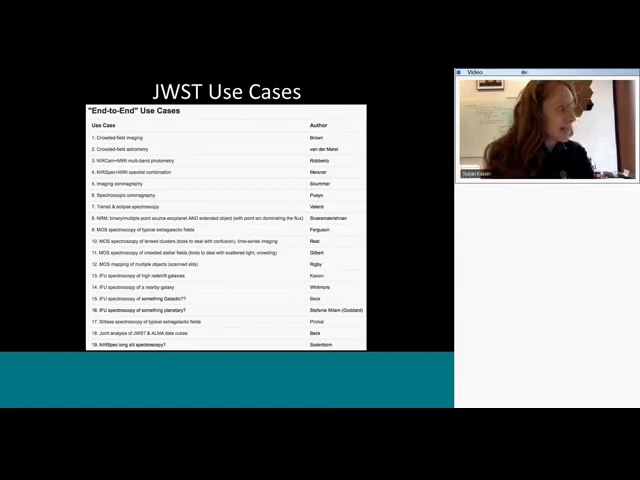 JWST Use Cases
"End-to-End" Use Cases
Use Case Author
1. Crowded-field imaging Brown
2. Crowded-field astrometry van der Marel
3. NIRCam+MIRI multi-band photometry Robberto
4. NIRSpec+MIRI spectral combination Meixner
5. Imaging coronagraphy Soummer
6. Spectroscopic coronagraphy Pueyo
7. Transit & eclipse spectroscopy Valenti
8. NRM: binary/multiple point source exoplanet AND extended object (with point src dominating the flux) Sivaramakrishnan
9. MOS spectroscopy of typical extragalactic fields Ferguson
10. MOS spectroscopy of lensed clusters (tools to deal with confusion), time-series imaging Rest
11. MOS spectroscopy of crowded stellar fields (tools to deal with scattered light, crowding) Gilbert
12. MOS mapping of multiple objects (scanned slits) Rigby
13. IFU spectroscopy of high redshift galaxies Kassin
14. IFU spectroscopy of a nearby galaxy Whitmore
15. IFU spectroscopy of something Galactic?? Beck
16. IFU spectroscopy of something planetary? Stefanie Milam (Goddard)
17. Slitless spectroscopy of typical extragalactic fields Pirzkal
18. Joint analysis of JWST & ALMA data cubes Beck
19. NIRSpec long slit spectroscopy? Soderblom
Video
Susan Kassin